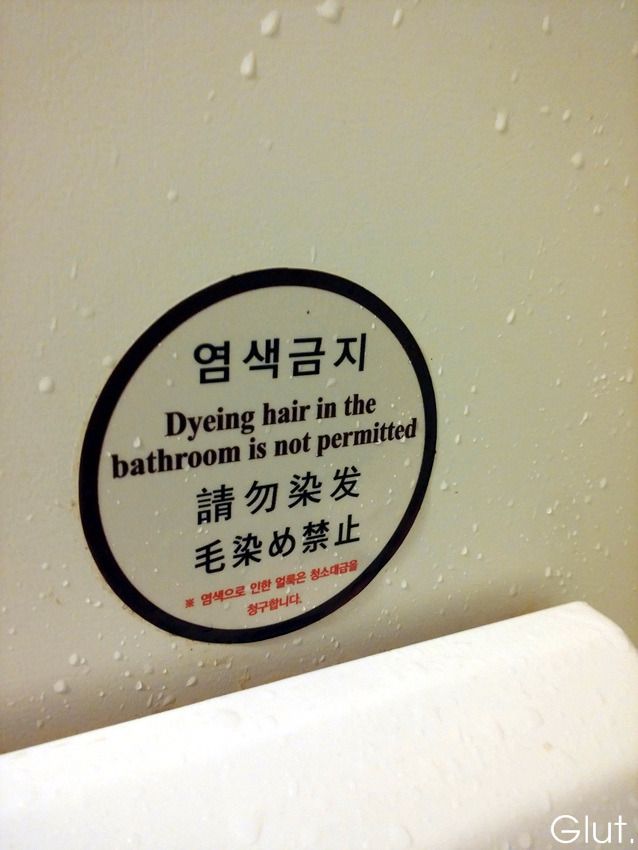 염색금지
Dyeing hair in the
bathroom is not permitted
請勿染发
毛染め禁止
※ 염색으로 인한 얼룩은 청소대금을
청구합니다.
Glut.